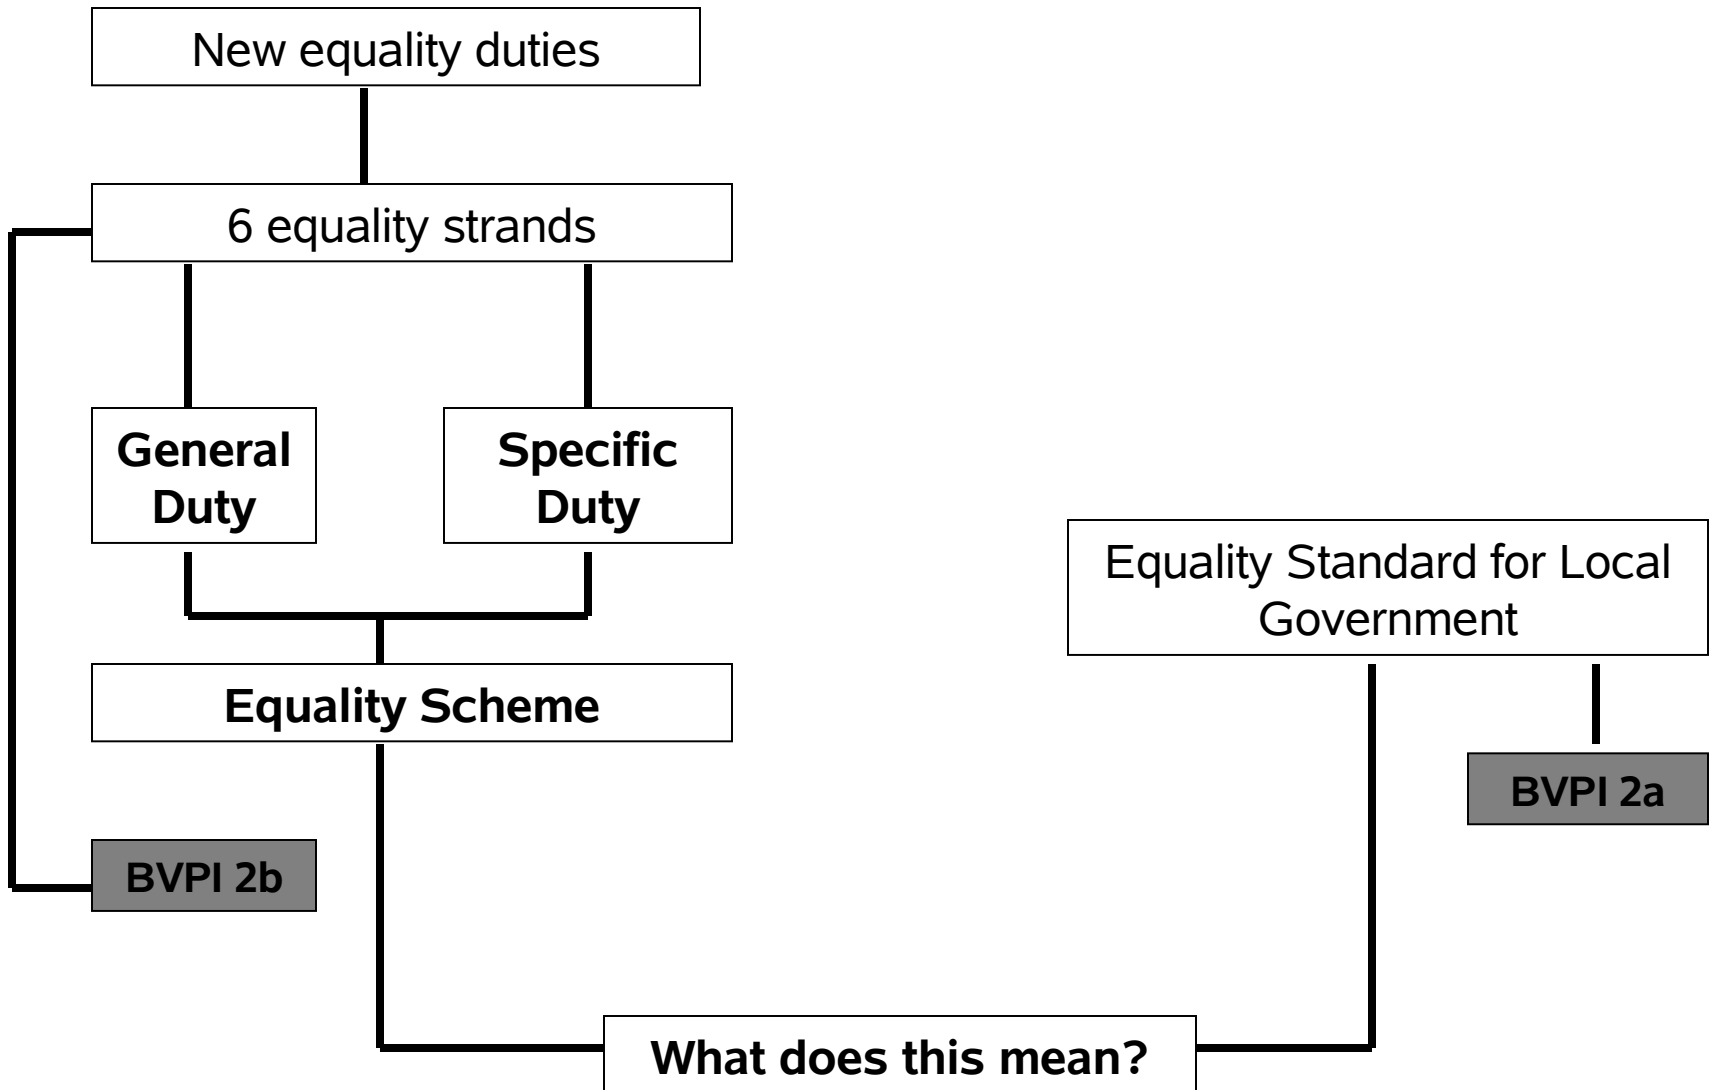 New equality duties
6 equality strands
General
Duty
Specific
Duty
Equality Standard for Local
Government
Equality Scheme
BVPI 2a
BVPI 2b
What does this mean?